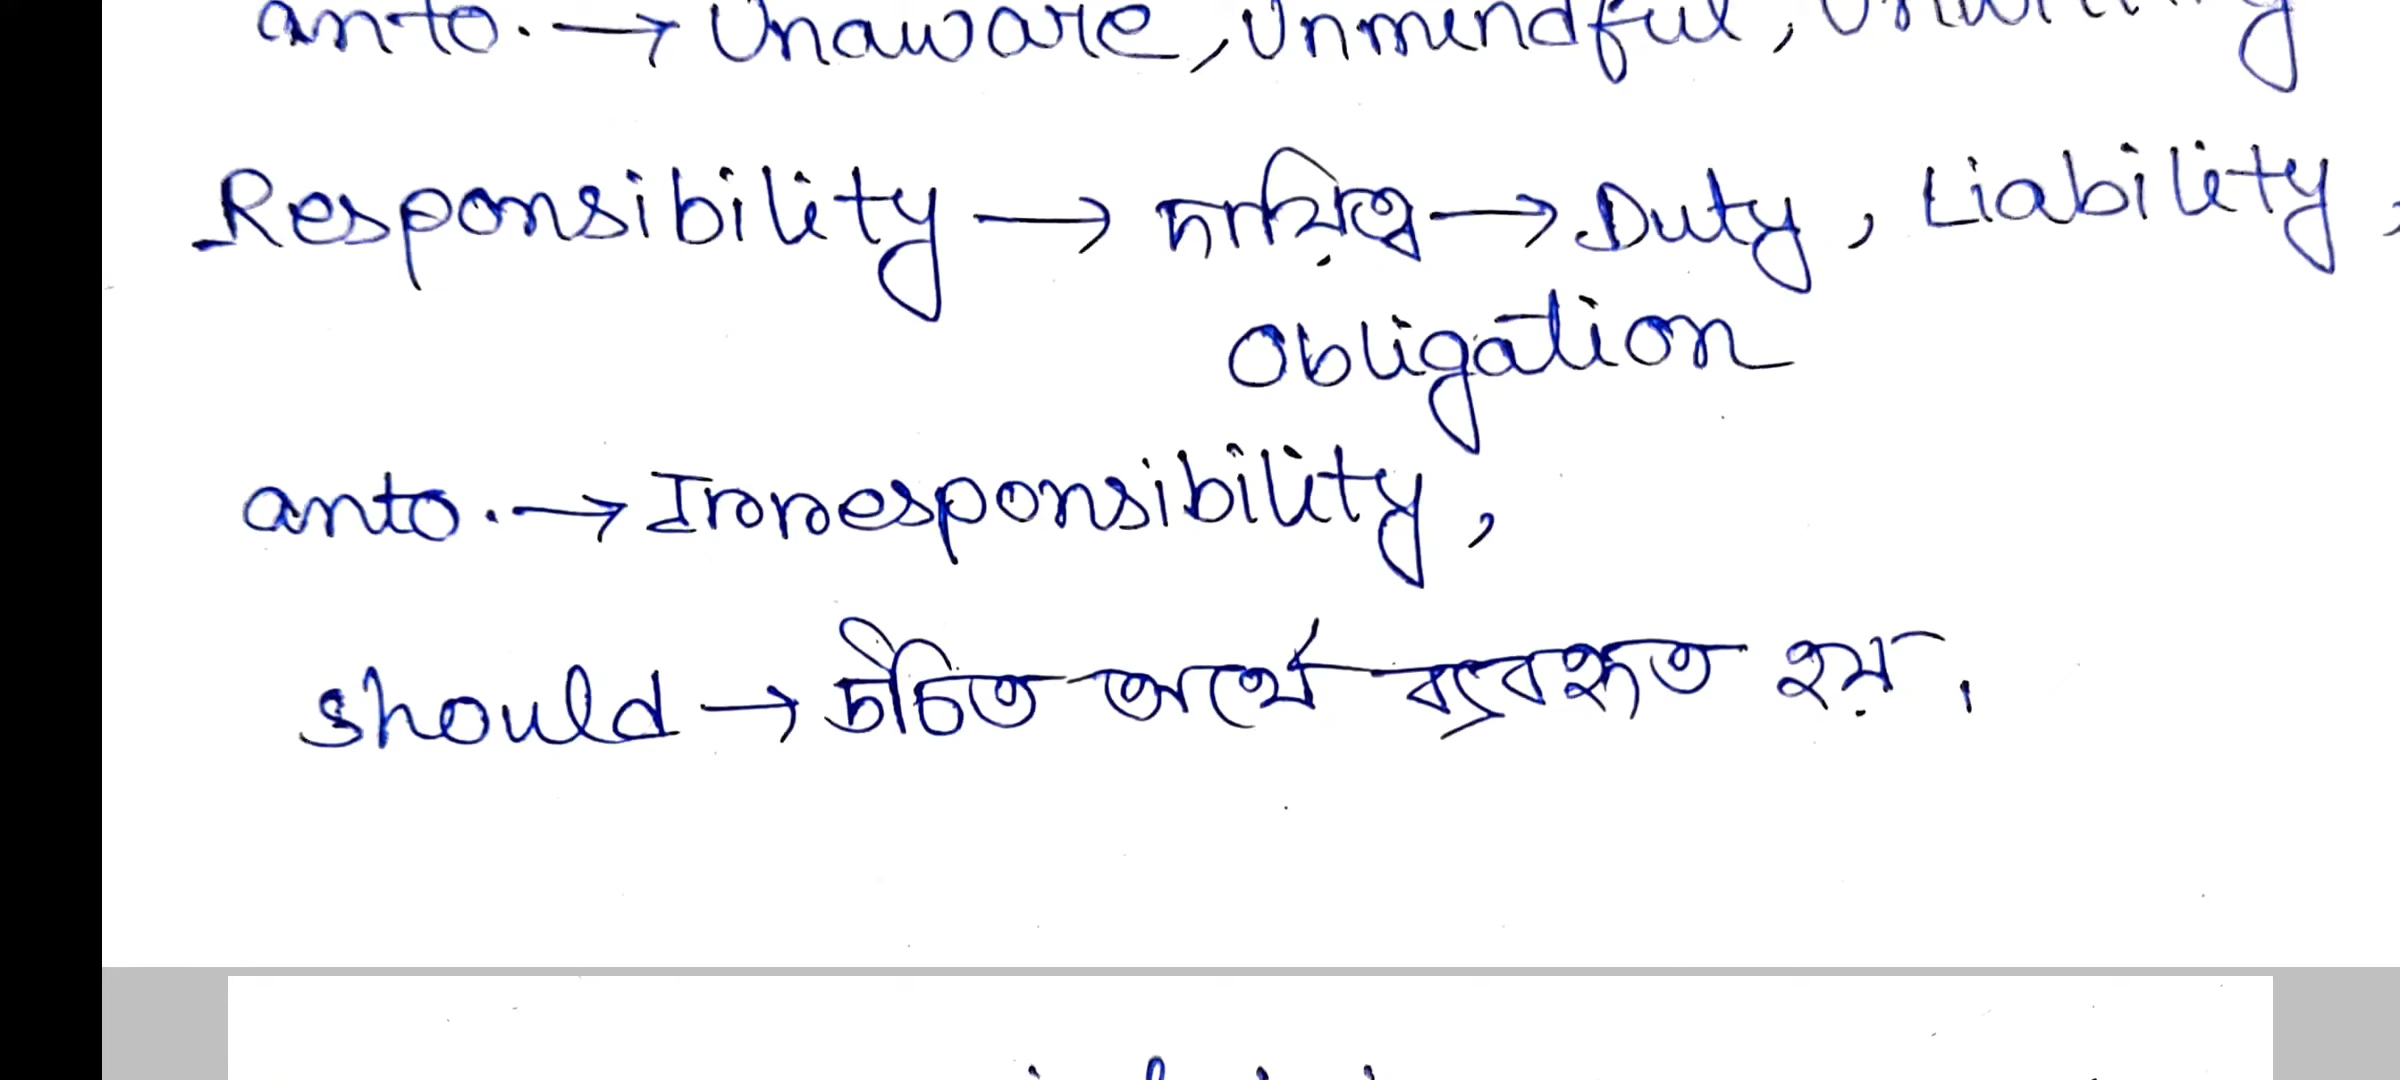 anto. → Unaware, Unmindful,
Responsibility → দায়িত্ব → Duty, Liability,
Obligation
anto. → Irresponsibility,
should → উচিত অর্থে ব্যবহৃত হয়।